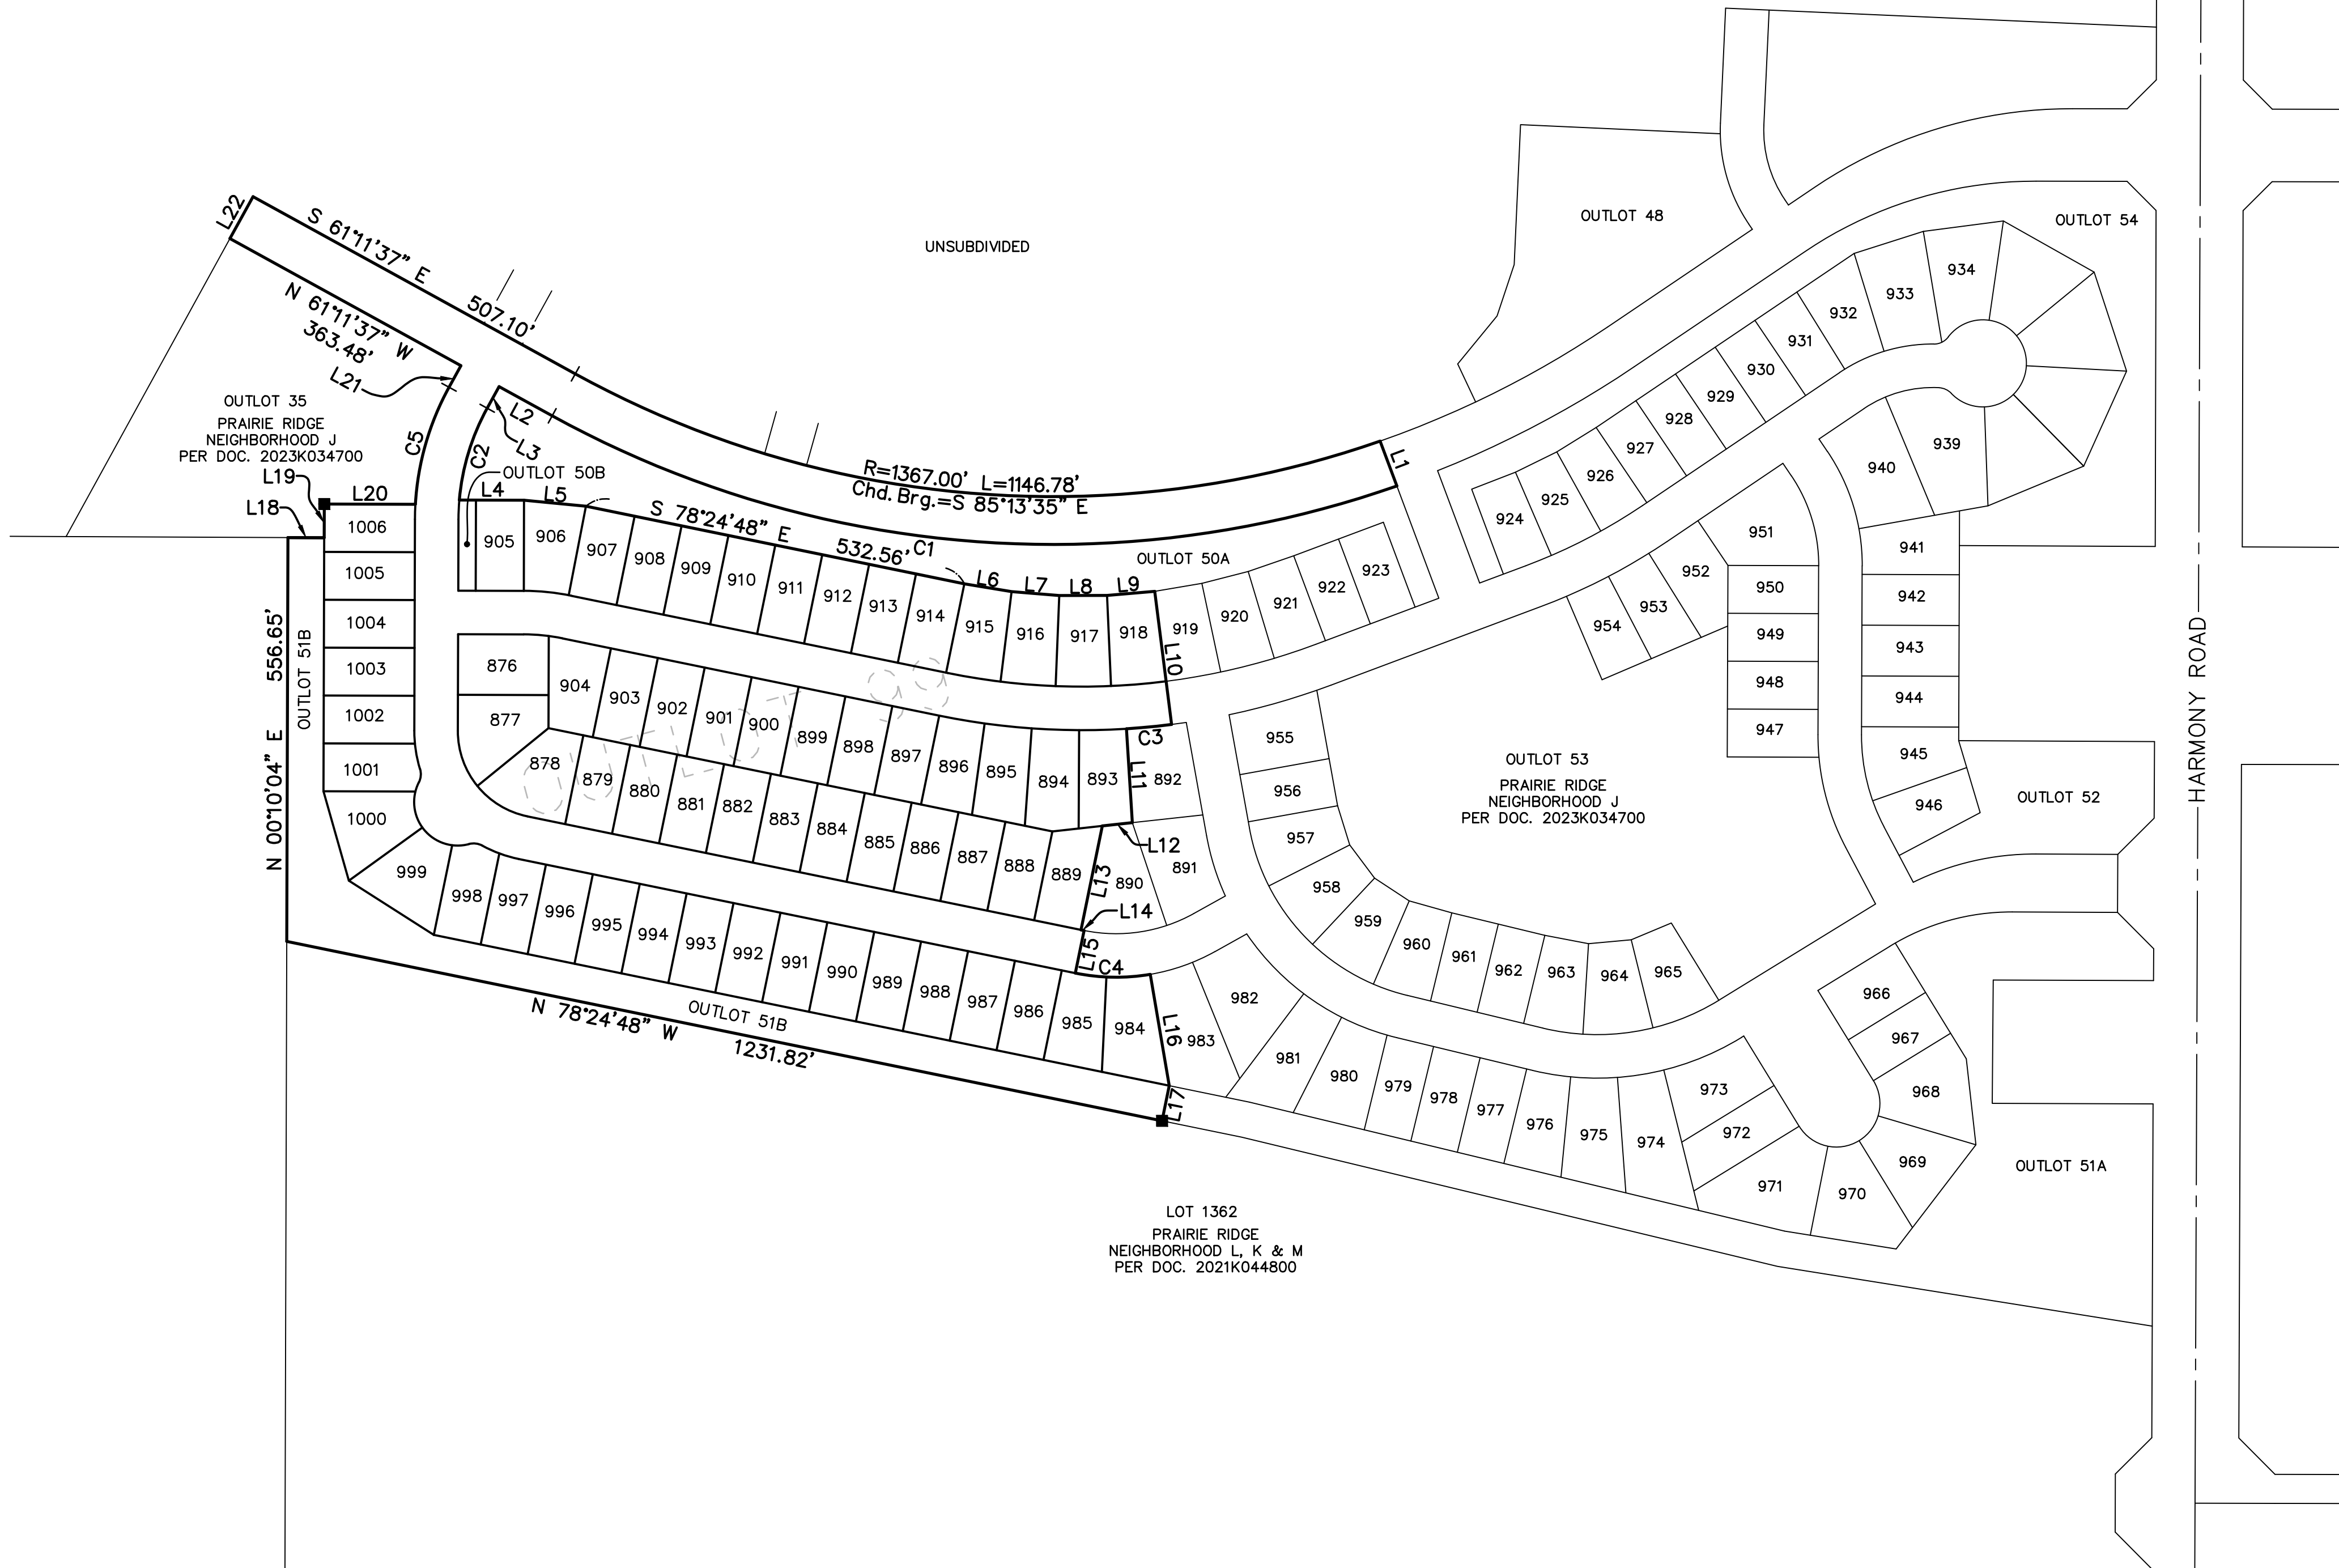 OUTLOT 48
OUTLOT 54
UNSUBDIVIDED
L22
S 61°11'37" E
507.10'
N 61°11'37" W
363.48'
L21
OUTLOT 35
PRAIRIE RIDGE
NEIGHBORHOOD J
PER DOC. 2023K034700
L19
L18
L20
C5
C2
L2
L3
OUTLOT 50B
L4
L5
S 78°24'48" E
532.56'
C1
R=1367.00' L=1146.78'
Chd. Brg.=S 85°13'35" E
L1
OUTLOT 50A
L6
L7
L8
L9
L10
934
933
932
931
930
929
928
927
926
925
924
939
940
941
942
943
944
945
946
951
950
949
948
947
952
953
954
HARMONY ROAD
1006
1005
1004
1003
1002
1001
1000
999
556.65'
N 00°10'04" E
OUTLOT 51B
905
906
907
908
909
910
911
912
913
914
915
916
917
918
919
920
921
922
923
876
877
904
903
902
901
900
899
898
897
896
895
894
893
C3
L11
892
878
879
880
881
882
883
884
885
886
887
888
889
L12
L13
890
891
L14
L15
C4
998
997
996
995
994
993
992
991
990
989
988
987
986
985
984
L16
983
982
L17
OUTLOT 51B
N 78°24'48" W
1231.82'
955
956
957
958
959
960
961
962
963
964
965
OUTLOT 53
PRAIRIE RIDGE
NEIGHBORHOOD J
PER DOC. 2023K034700
OUTLOT 52
966
967
968
969
970
971
972
973
974
975
976
977
978
979
980
981
OUTLOT 51A
LOT 1362
PRAIRIE RIDGE
NEIGHBORHOOD L, K & M
PER DOC. 2021K044800